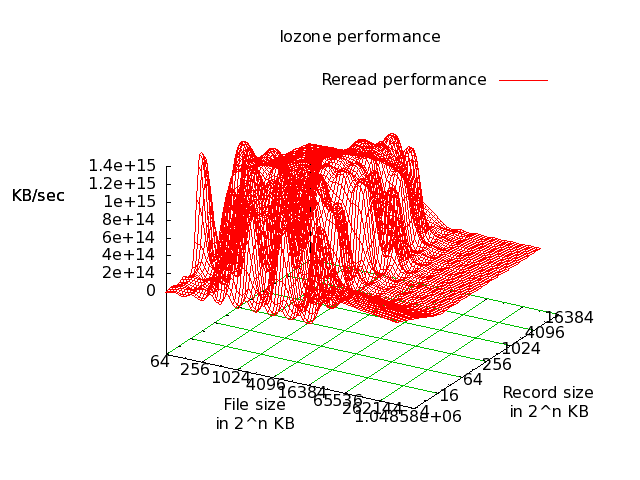 Iozone performance
Reread performance
1.4e+15
1.2e+15
1e+15
8e+14
6e+14
4e+14
2e+14
0
KB/sec
64
256
1024
4096
16384
65536
262144
1.04858e+06
File size
in 2^n KB
4
16
64
256
1024
4096
16384
Record size
in 2^n KB